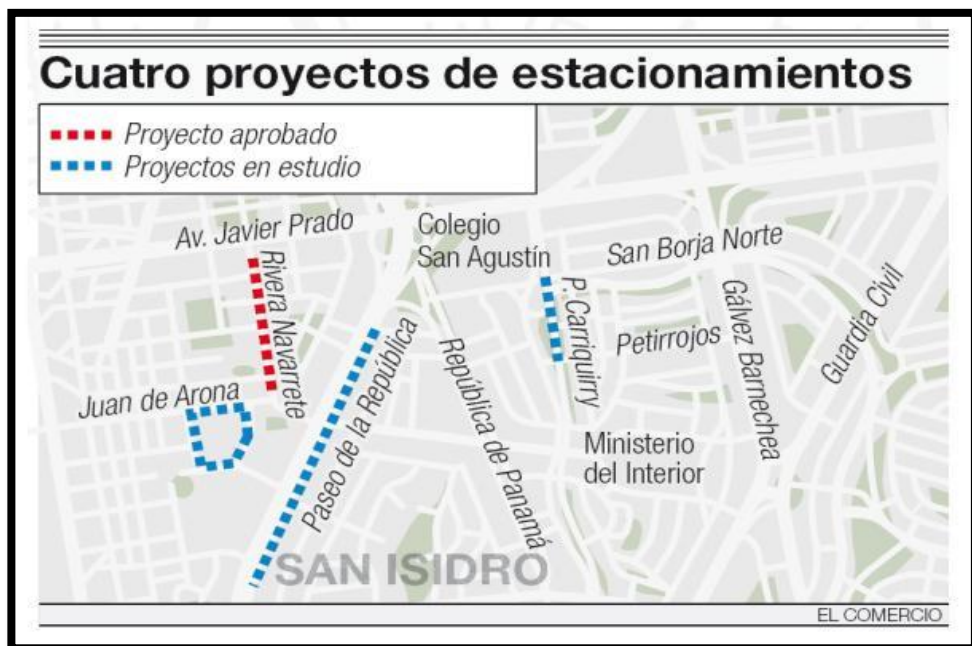 Cuatro proyectos de estacionamientos
Proyecto aprobado
Proyectos en estudio
Av. Javier Prado
Colegio
San Agustín
San Borja Norte
Rivera Navarrete
P. Carriquirry
Petirrojos
Gálvez Barnechea
Guardia Civil
Juan de Arona
Paseo de la República
República de Panamá
Ministerio
del Interior
SAN ISIDRO
EL COMERCIO